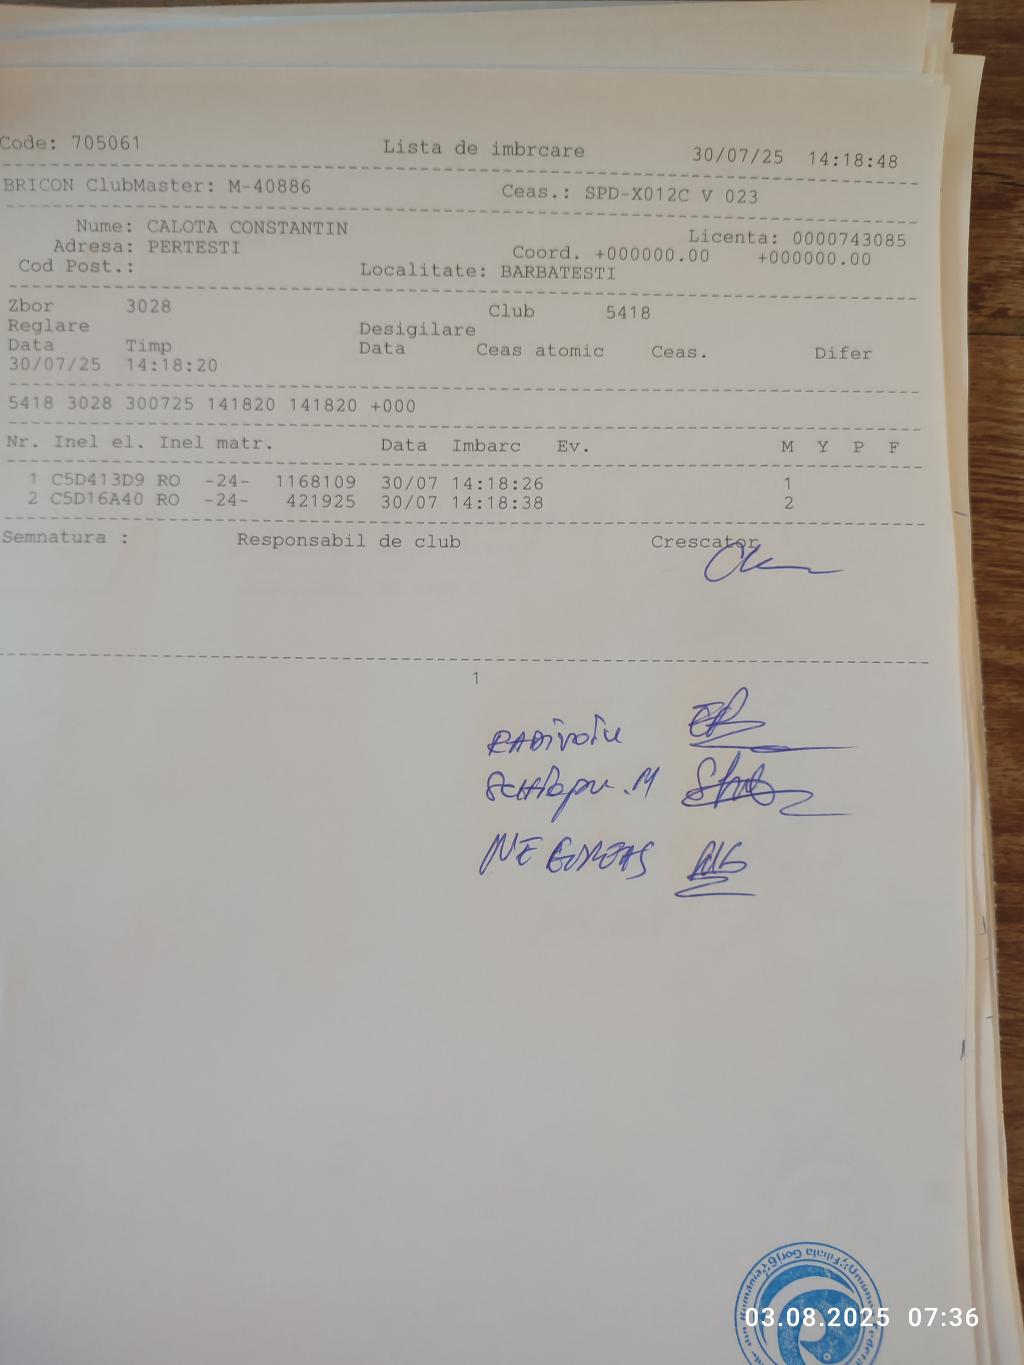 Code: 705061 Lista de imbrcare 30/07/25 14:18:48
BRICON ClubMaster: M-40886 Ceas.: SPD-X012C V 023
Nume: CALOTA CONSTANTIN Licenta: 0000743085
Adresa: PERTESTI Coord. +000000.00 +000000.00
Cod Post.: Localitate: BARBATESTI
Zbor 3028 Club 5418
Reglare Desigilare
Data Timp Data Ceas atomic Ceas. Difer
30/07/25 14:18:20
5418 3028 300725 141820 141820 +000
Nr. Inel el. Inel matr. Data Imbarc Ev. M Y P F
1 C5D413D9 RO -24- 1168109 30/07 14:18:26 1
2 C5D16A40 RO -24- 421925 30/07 14:18:38 2
Semnatura : Responsabil de club Crescator
1
RADivoiu
SCHIopu .M
Filiala Gorj
03.08.2025 07:36